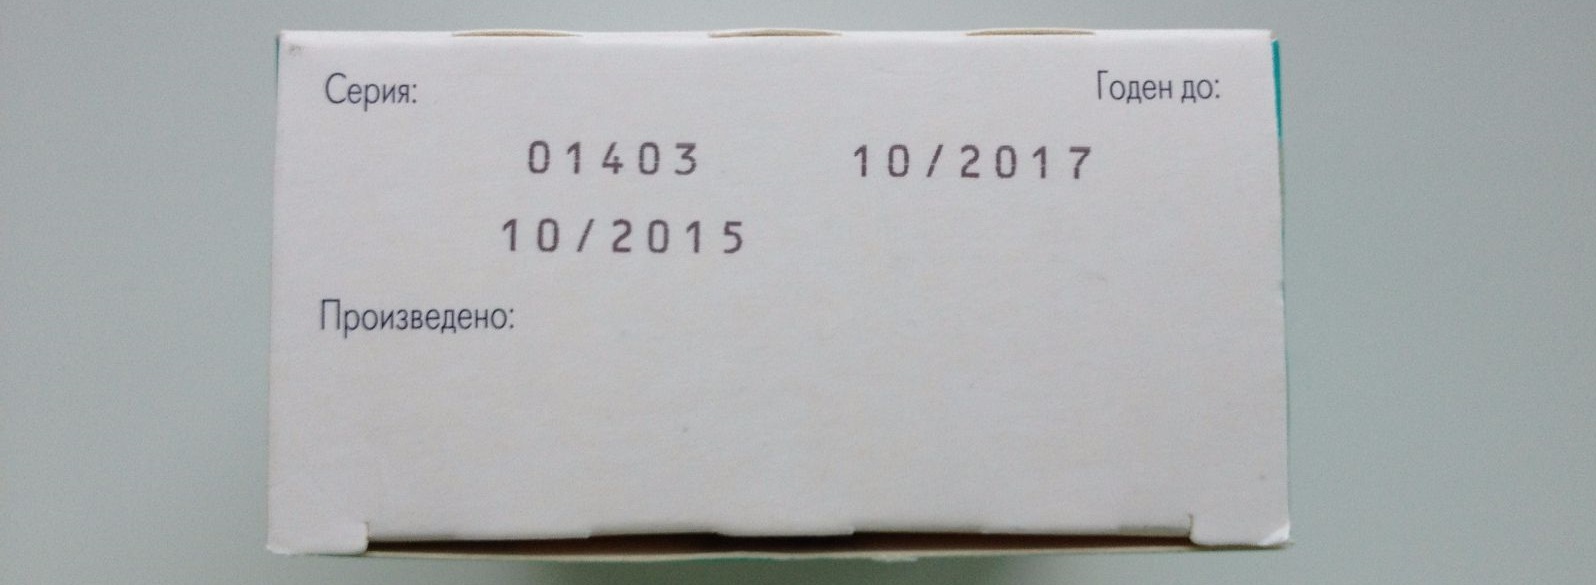 Серия: Годен до:
01403 10/2017
10/2015
Произведено: